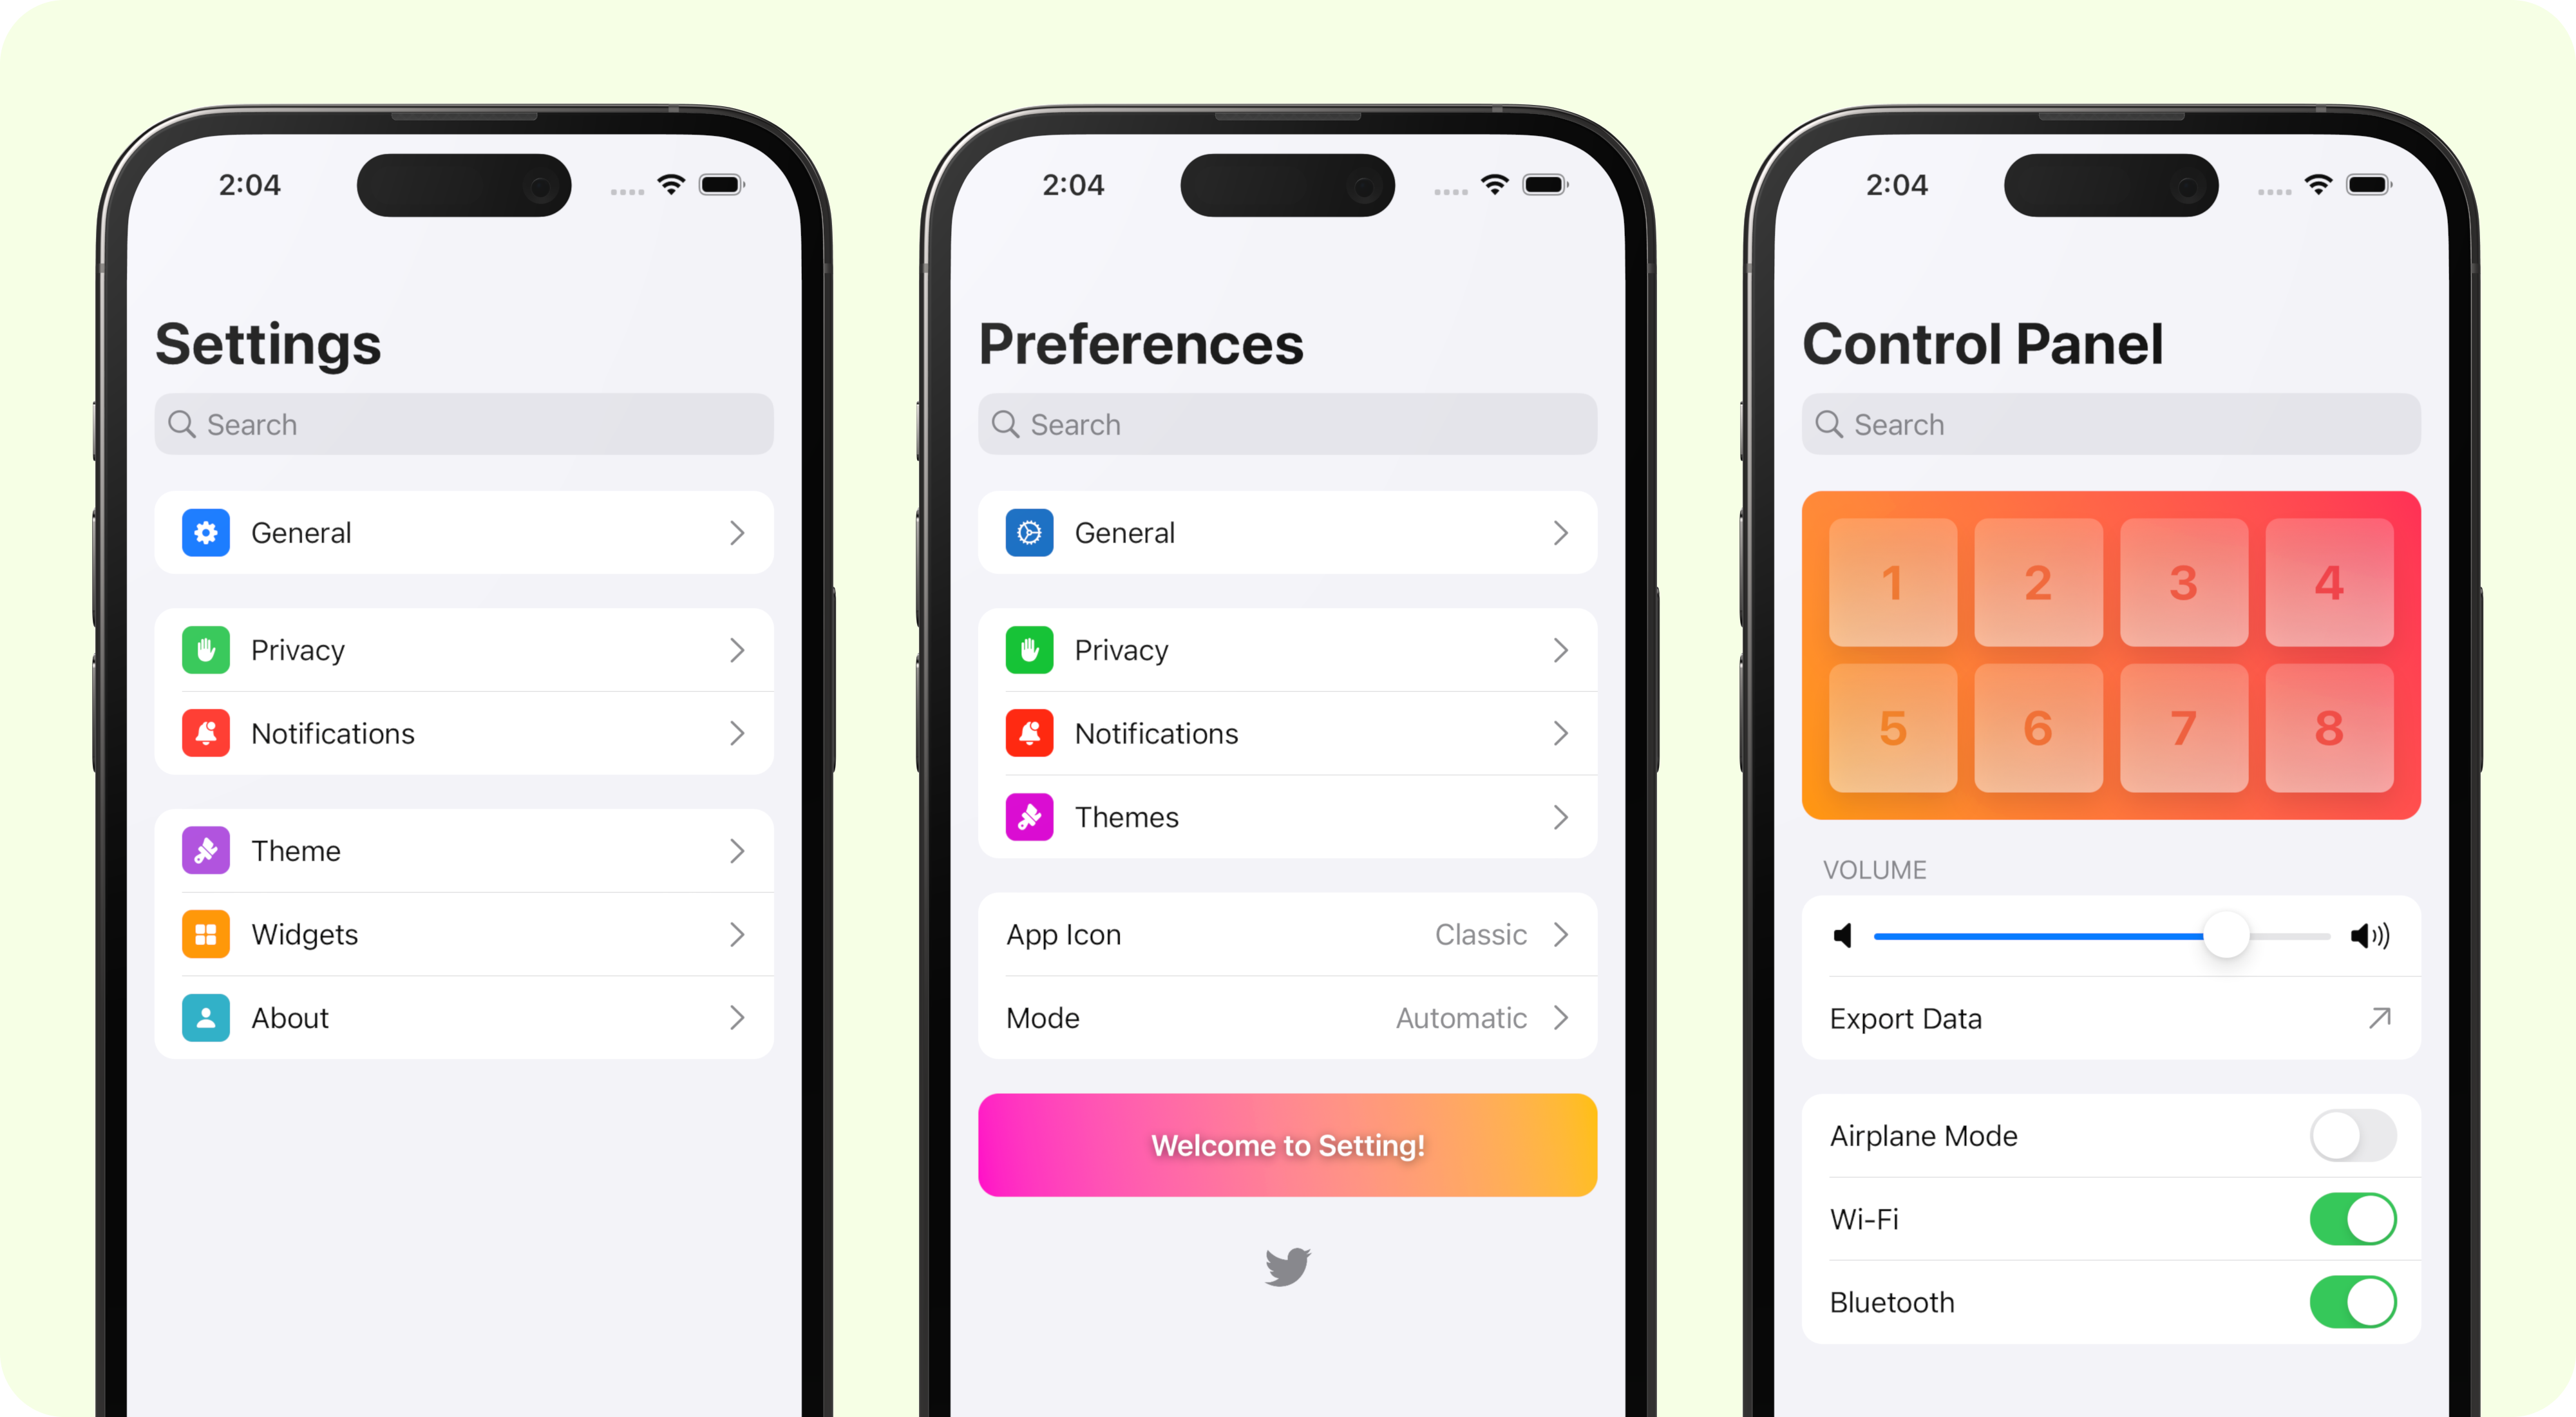 2:04
Settings
Search
General
Privacy
Notifications
Theme
Widgets
About
2:04
Preferences
Search
General
Privacy
Notifications
Themes
App Icon Classic
Mode Automatic
Welcome to Setting!
2:04
Control Panel
Search
1 2 3 4
5 6 7 8
VOLUME
Export Data
Airplane Mode
Wi-Fi
Bluetooth